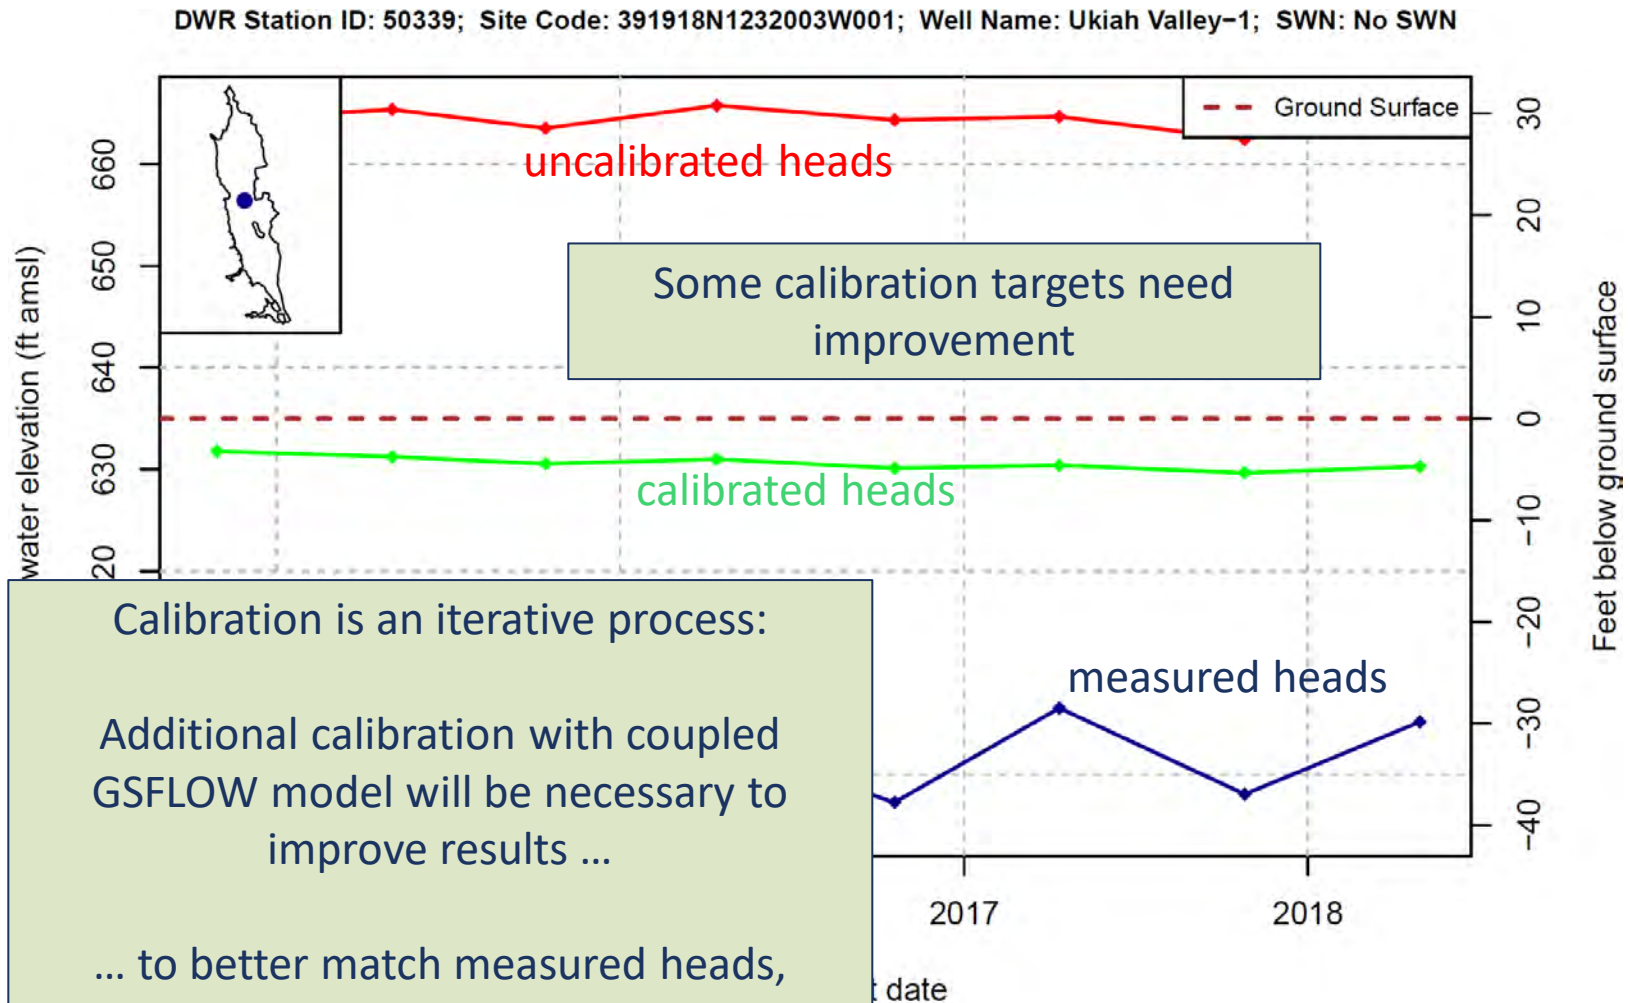 DWR Station ID: 50339; Site Code: 391918N1232003W001; Well Name: Ukiah Valley−1; SWN: No SWN
Ground Surface
uncalibrated heads
Some calibration targets need
improvement
calibrated heads
measured heads
Calibration is an iterative process:
Additional calibration with coupled
GSFLOW model will be necessary to
improve results ...
... to better match measured heads,
water elevation (ft amsl)
660
650
640
630
20
30
20
10
0
−10
−20
−30
−40
Feet below ground surface
2017
2018
date